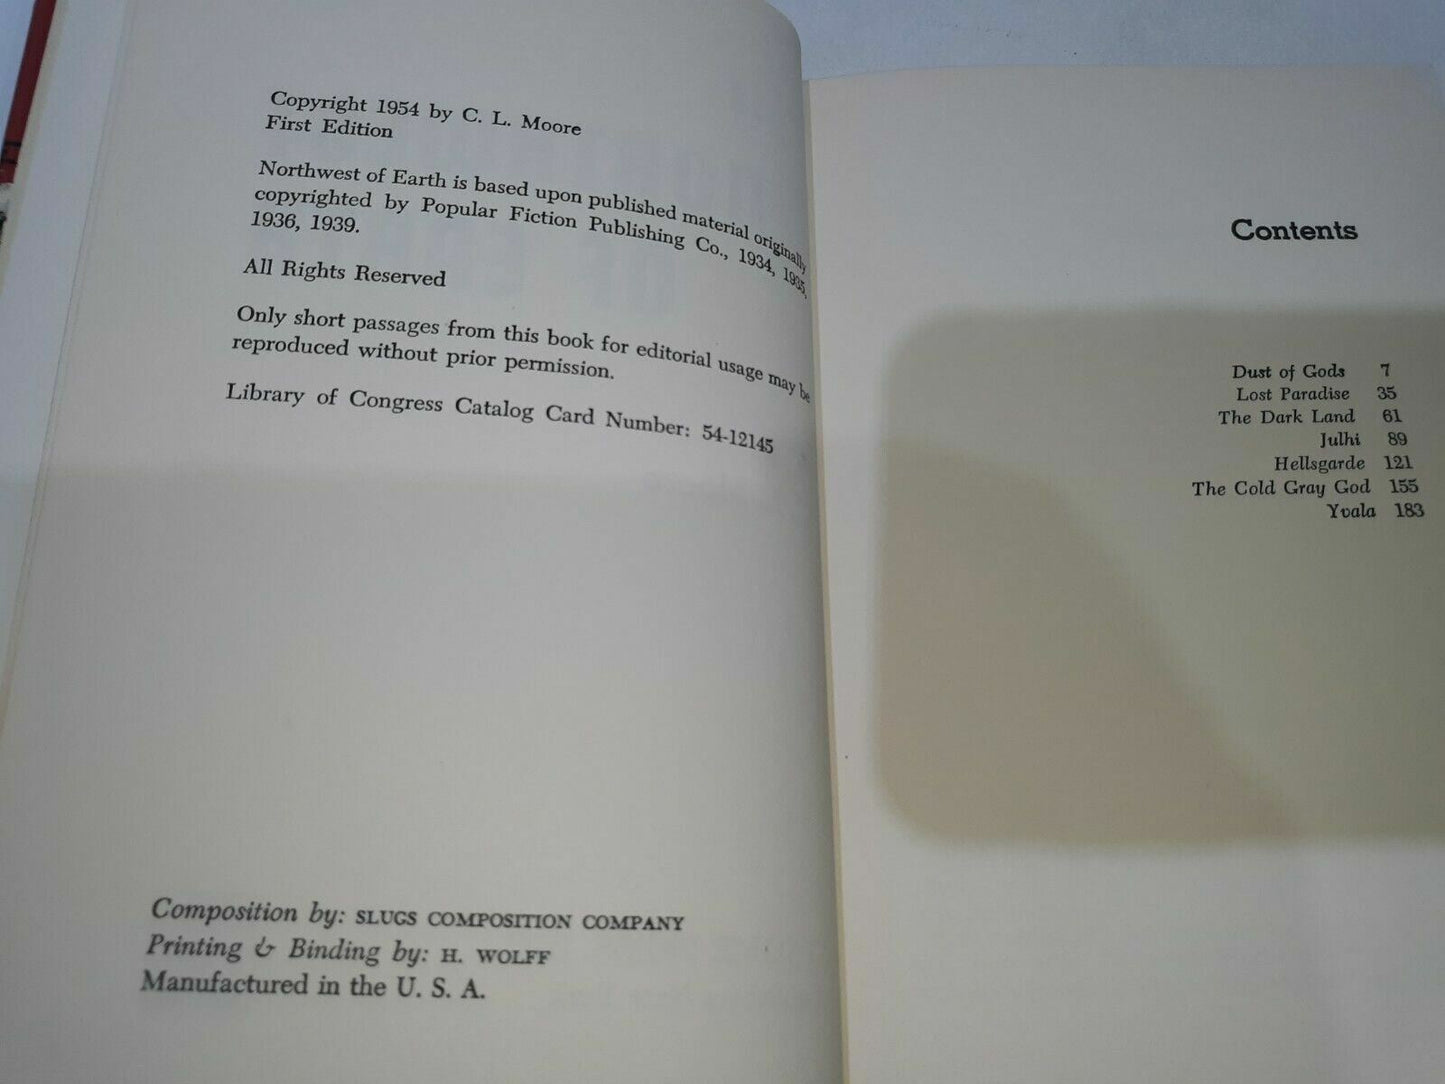 Copyright 1954 by C. L. Moore
First Edition
Northwest of Earth is based upon published material originally
copyrighted by Popular Fiction Publishing Co., 1934, 1935,
1936, 1939.
All Rights Reserved
Only short passages from this book for editorial usage may be
reproduced without prior permission.
Library of Congress Catalog Card Number: 54-12145
Composition by: SLUGS COMPOSITION COMPANY
Printing & Binding by: H. WOLFF
Manufactured in the U. S. A.
Contents
Dust of Gods 7
Lost Paradise 35
The Dark Land 61
Julhi 89
Hellsgarde 121
The Cold Gray God 155
Yvala 183